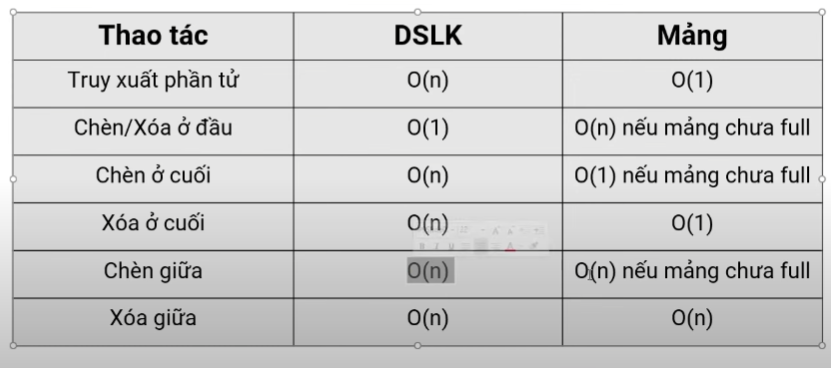 Thao tác DSLK Mảng
Truy xuất phần tử O(n) O(1)
Chèn/Xóa ở đầu O(1) O(n) nếu mảng chưa full
Chèn ở cuối O(n) O(1) nếu mảng chưa full
Xóa ở cuối O(n) O(1)
Chèn giữa O(n) O(n) nếu mảng chưa full
Xóa giữa O(n) O(n)